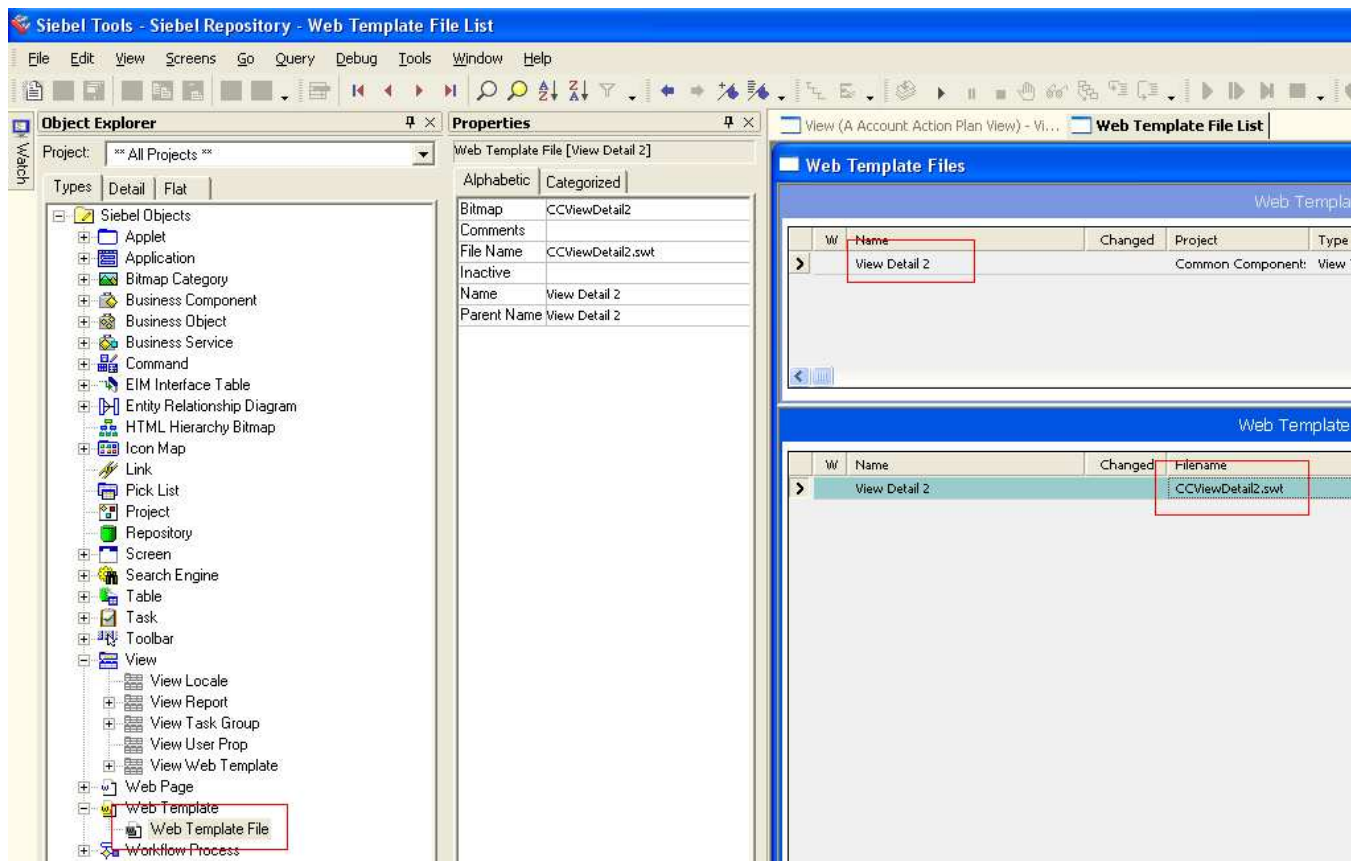 Siebel Tools - Siebel Repository - Web Template File List
File Edit View Screens Go Query Debug Tools Window Help
Watch
Object Explorer
Project: ** All Projects **
Types Detail Flat
Siebel Objects
Applet
Application
Bitmap Category
Business Component
Business Object
Business Service
Command
EIM Interface Table
Entity Relationship Diagram
HTML Hierarchy Bitmap
Icon Map
Link
Pick List
Project
Repository
Screen
Search Engine
Table
Task
Toolbar
View
View Locale
View Report
View Task Group
View User Prop
View Web Template
Web Page
Web Template
Web Template File
Workflow Process
Properties
Web Template File [View Detail 2]
Alphabetic Categorized
Bitmap CCViewDetail2
Comments
File Name CCViewDetail2.swt
Inactive
Name View Detail 2
Parent Name View Detail 2
View (A Account Action Plan View) - Vi... Web Template File List
Web Template Files
Web Templa
W Name Changed Project Type
View Detail 2 Common Component: View
Web Template
W Name Changed Filename
View Detail 2 CCViewDetail2.swt